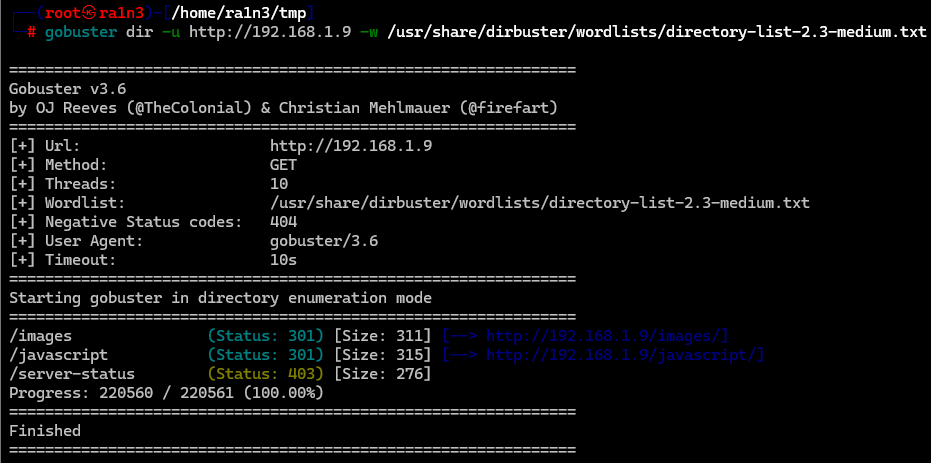 ┌──(root㉿ra1n3)-[/home/ra1n3/tmp]
└─# gobuster dir -u http://192.168.1.9 -w /usr/share/dirbuster/wordlists/directory-list-2.3-medium.txt
===============================================================
Gobuster v3.6
by OJ Reeves (@TheColonial) & Christian Mehlmauer (@firefart)
===============================================================
[+] Url:                     http://192.168.1.9
[+] Method:                  GET
[+] Threads:                 10
[+] Wordlist:                /usr/share/dirbuster/wordlists/directory-list-2.3-medium.txt
[+] Negative Status codes:   404
[+] User Agent:              gobuster/3.6
[+] Timeout:                 10s
===============================================================
Starting gobuster in directory enumeration mode
===============================================================
/images               (Status: 301) [Size: 311] [--> http://192.168.1.9/images/]
/javascript           (Status: 301) [Size: 315] [--> http://192.168.1.9/javascript/]
/server-status        (Status: 403) [Size: 276]
Progress: 220560 / 220561 (100.00%)
===============================================================
Finished
===============================================================